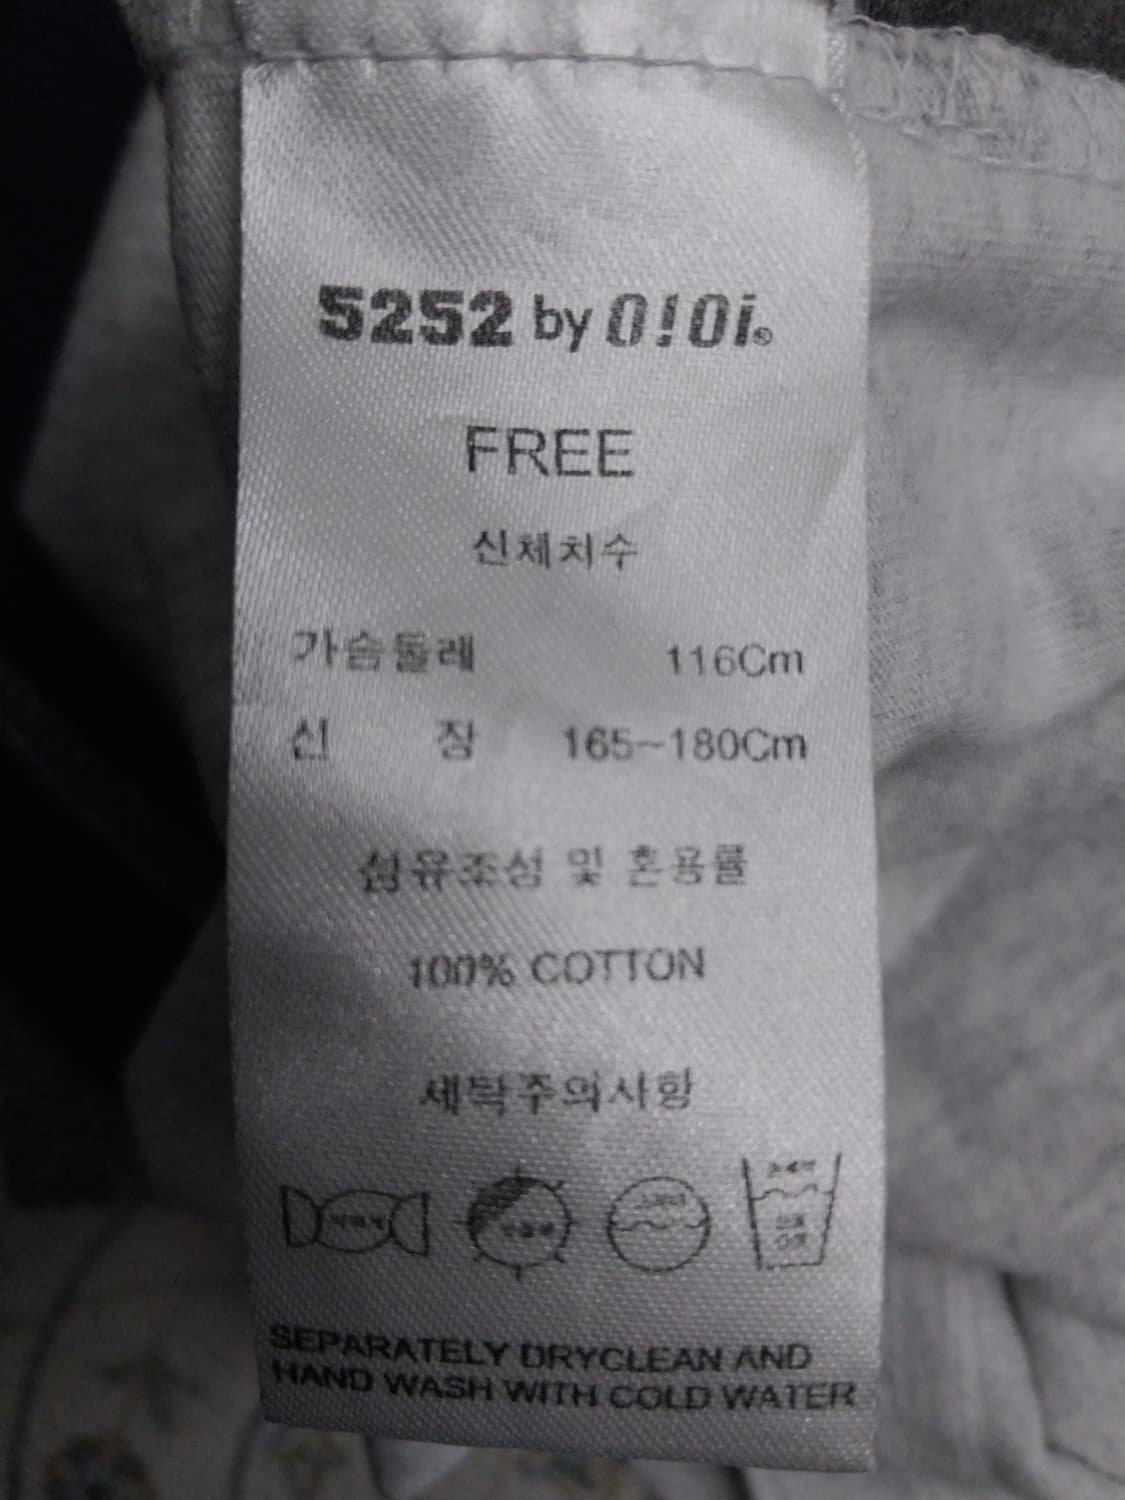 5252 by O!Oi®
FREE
신체치수
가슴둘레 116Cm
신 장 165~180Cm
섬유조성 및 혼용률
100% COTTON
세탁주의사항
SEPARATELY DRYCLEAN AND
HAND WASH WITH COLD WATER